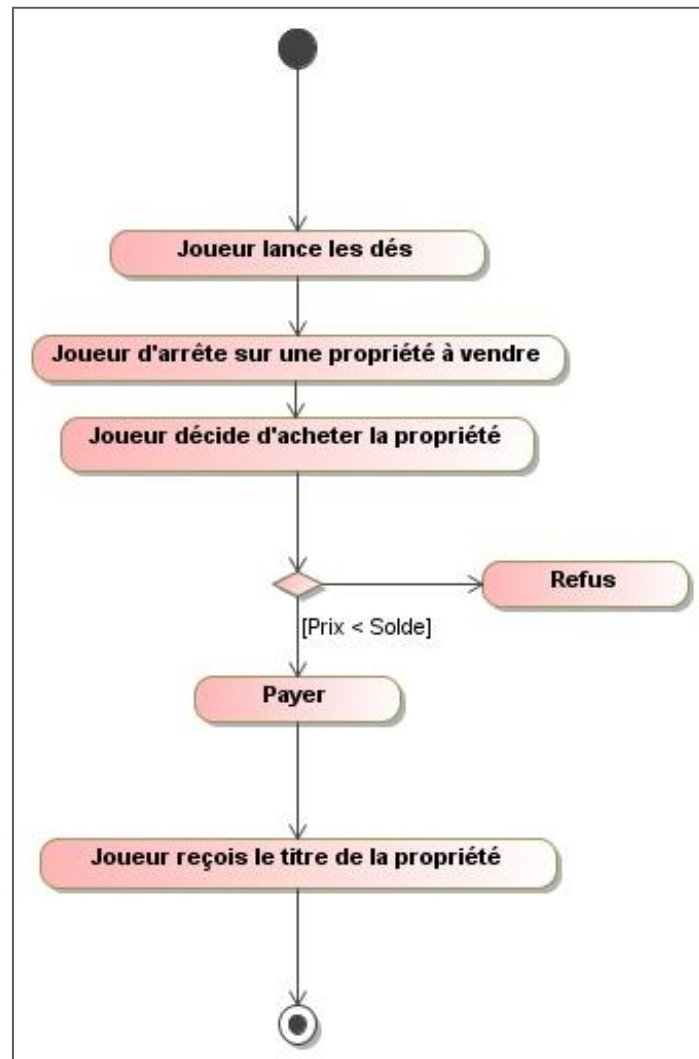 Joueur lance les dés
Joueur d'arrête sur une propriété à vendre
Joueur décide d'acheter la propriété
Refus
[Prix < Solde]
Payer
Joueur reçois le titre de la propriété